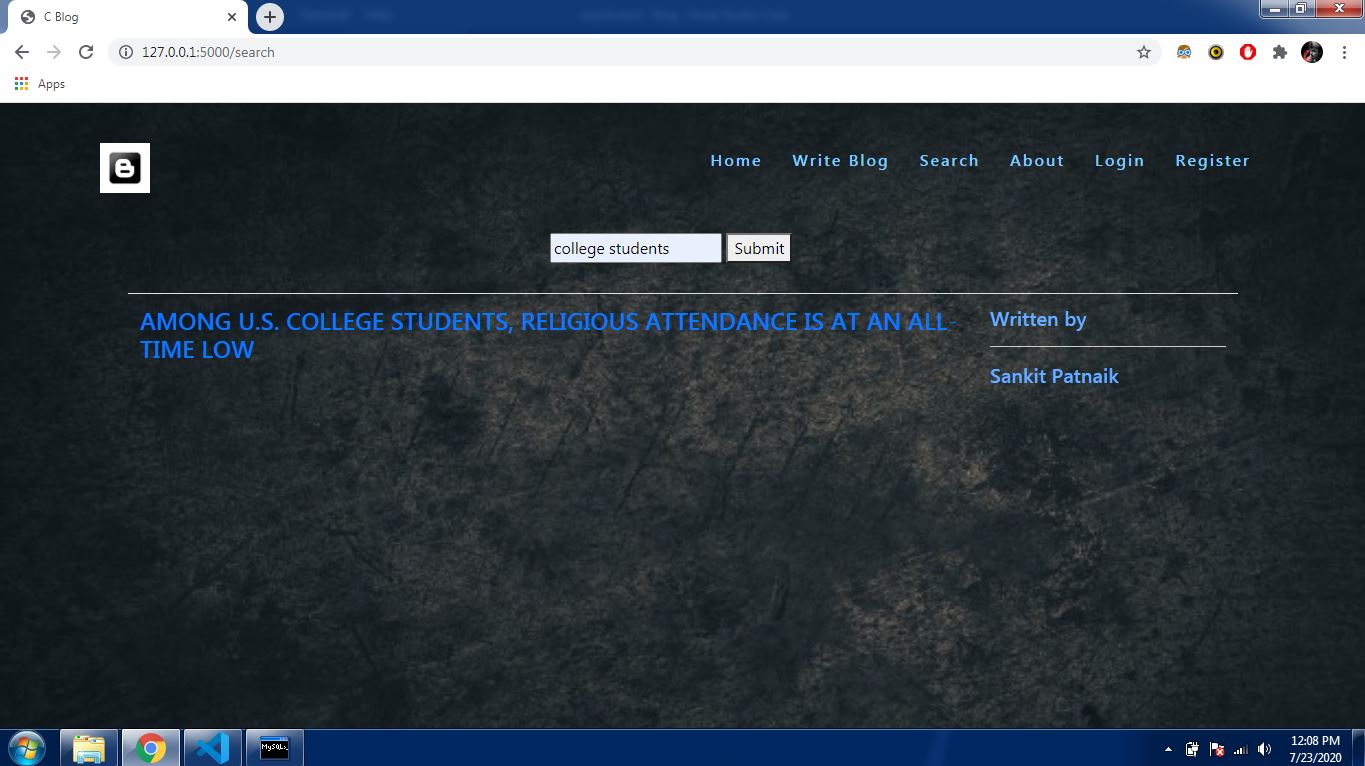 C Blog
127.0.0.1:5000/search
Apps
Home Write Blog Search About Login Register
college students Submit
AMONG U.S. COLLEGE STUDENTS, RELIGIOUS ATTENDANCE IS AT AN ALL-
TIME LOW
Written by
Sankit Patnaik
MySQL
12:08 PM
7/23/2020